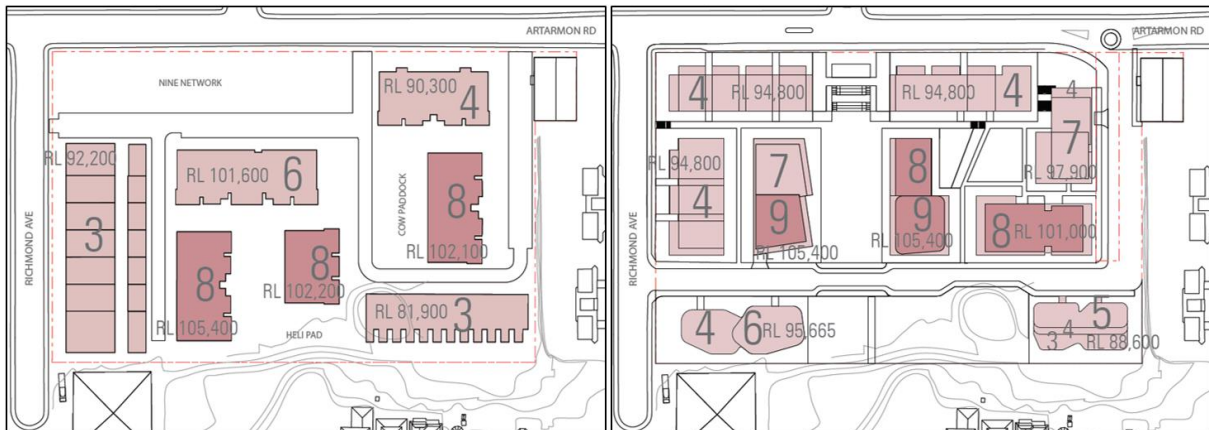 ARTARMON RD
NINE NETWORK
RL 90,300
4
RL 92,200
RL 101,600
6
3
COW PADDOCK
8
RL 102,100
8
RL 105,400
8
RL 102,200
RL 81,900
3
HELI PAD
RICHMOND AVE
ARTARMON RD
4
RL 94,800
RL 94,800
4
4
7
RL 97,900
RL 94,800
4
7
9
RL 105,400
8
9
RL 105,400
8
RL 101,000
RICHMOND AVE
4
6
RL 95,665
5
4
3
RL 88,600